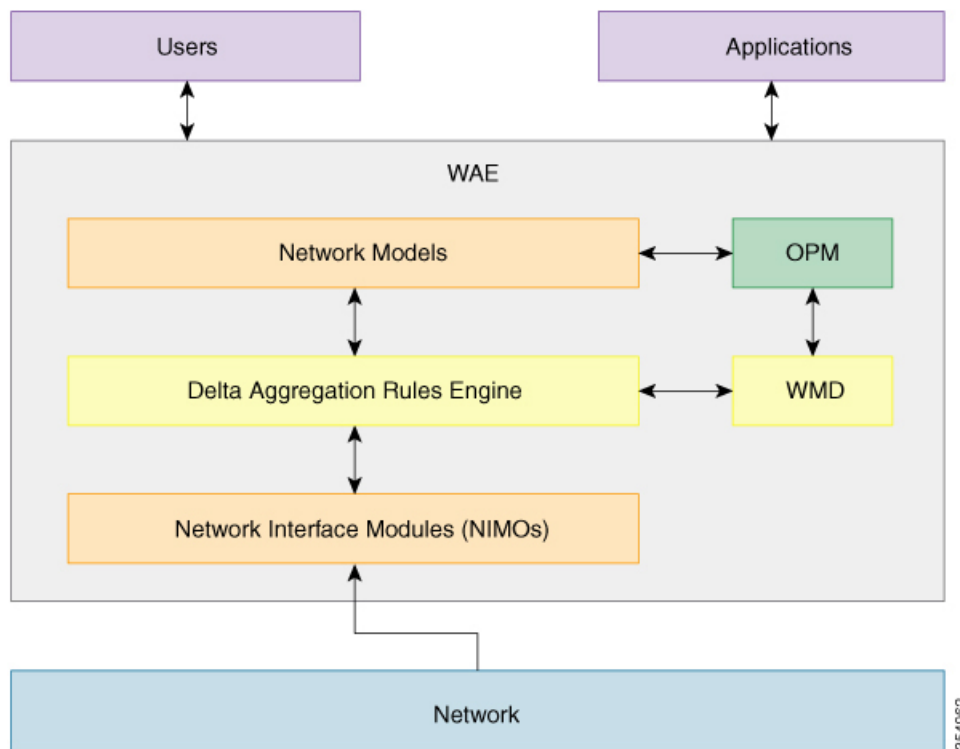 Users
Applications
WAE
Network Models
OPM
Delta Aggregation Rules Engine
WMD
Network Interface Modules (NIMOs)
Network